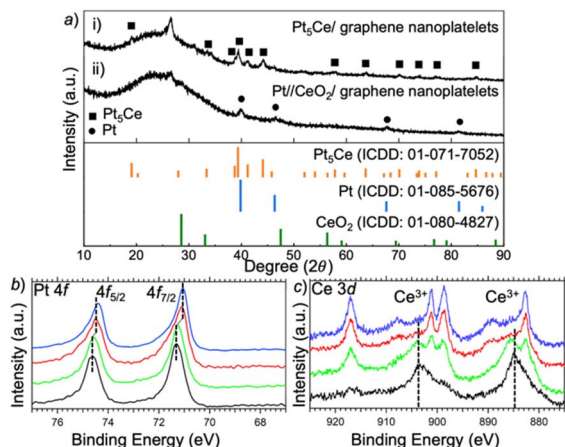 a)
i)
Pt₅Ce/ graphene nanoplatelets
ii)
Pt//CeO₂/ graphene nanoplatelets
■ Pt₅Ce
● Pt
Intensity (a.u.)
Pt₅Ce (ICDD: 01-071-7052)
Pt (ICDD: 01-085-5676)
CeO₂ (ICDD: 01-080-4827)
10 20 30 40 50 60 70 80 90
Degree (2θ)
b) Pt 4f
4f₅/₂ 4f₇/₂
Intensity (a.u.)
76 74 72 70 68
Binding Energy (eV)
c) Ce 3d
Ce³⁺ Ce³⁺
Intensity (a.u.)
920 900 880
Binding Energy (eV)